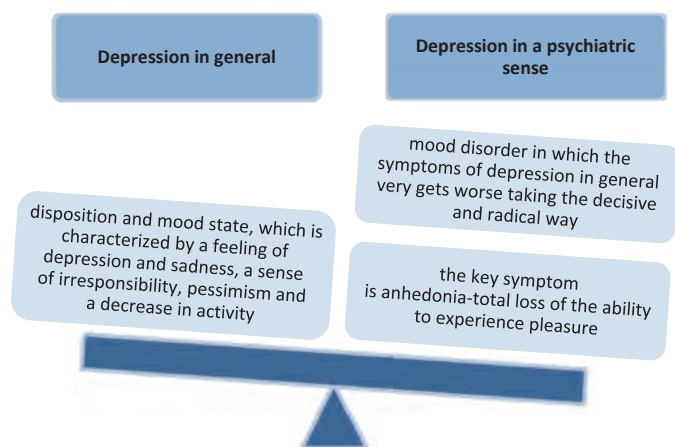 Depression in general
Depression in a psychiatric
sense
mood disorder in which the
symptoms of depression in general
very gets worse taking the decisive
and radical way
disposition and mood state, which is
characterized by a feeling of
depression and sadness, a sense
of irresponsibility, pessimism and
a decrease in activity
the key symptom
is anhedonia-total loss of the ability
to experience pleasure